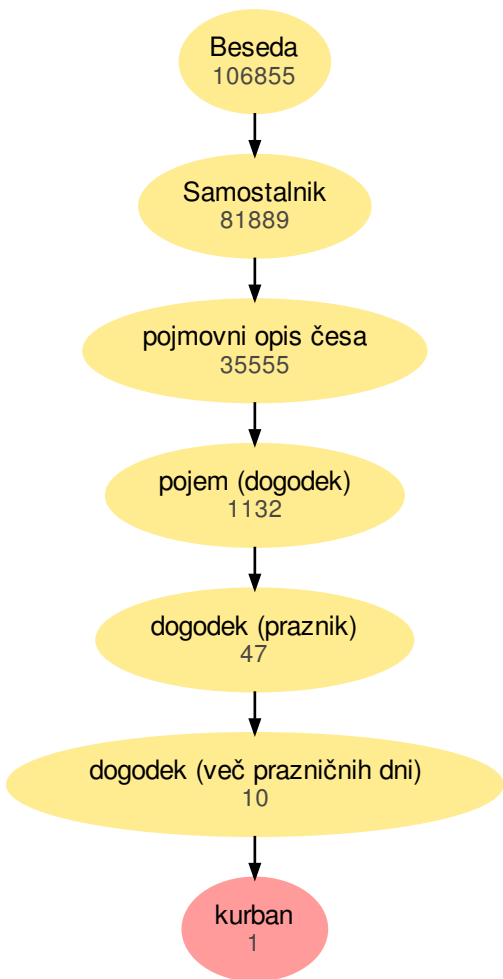 Beseda
106855
Samostalnik
81889
pojmovni opis česa
35555
pojem (dogodek)
1132
dogodek (praznik)
47
dogodek (več prazničnih dni)
10
kurban
1